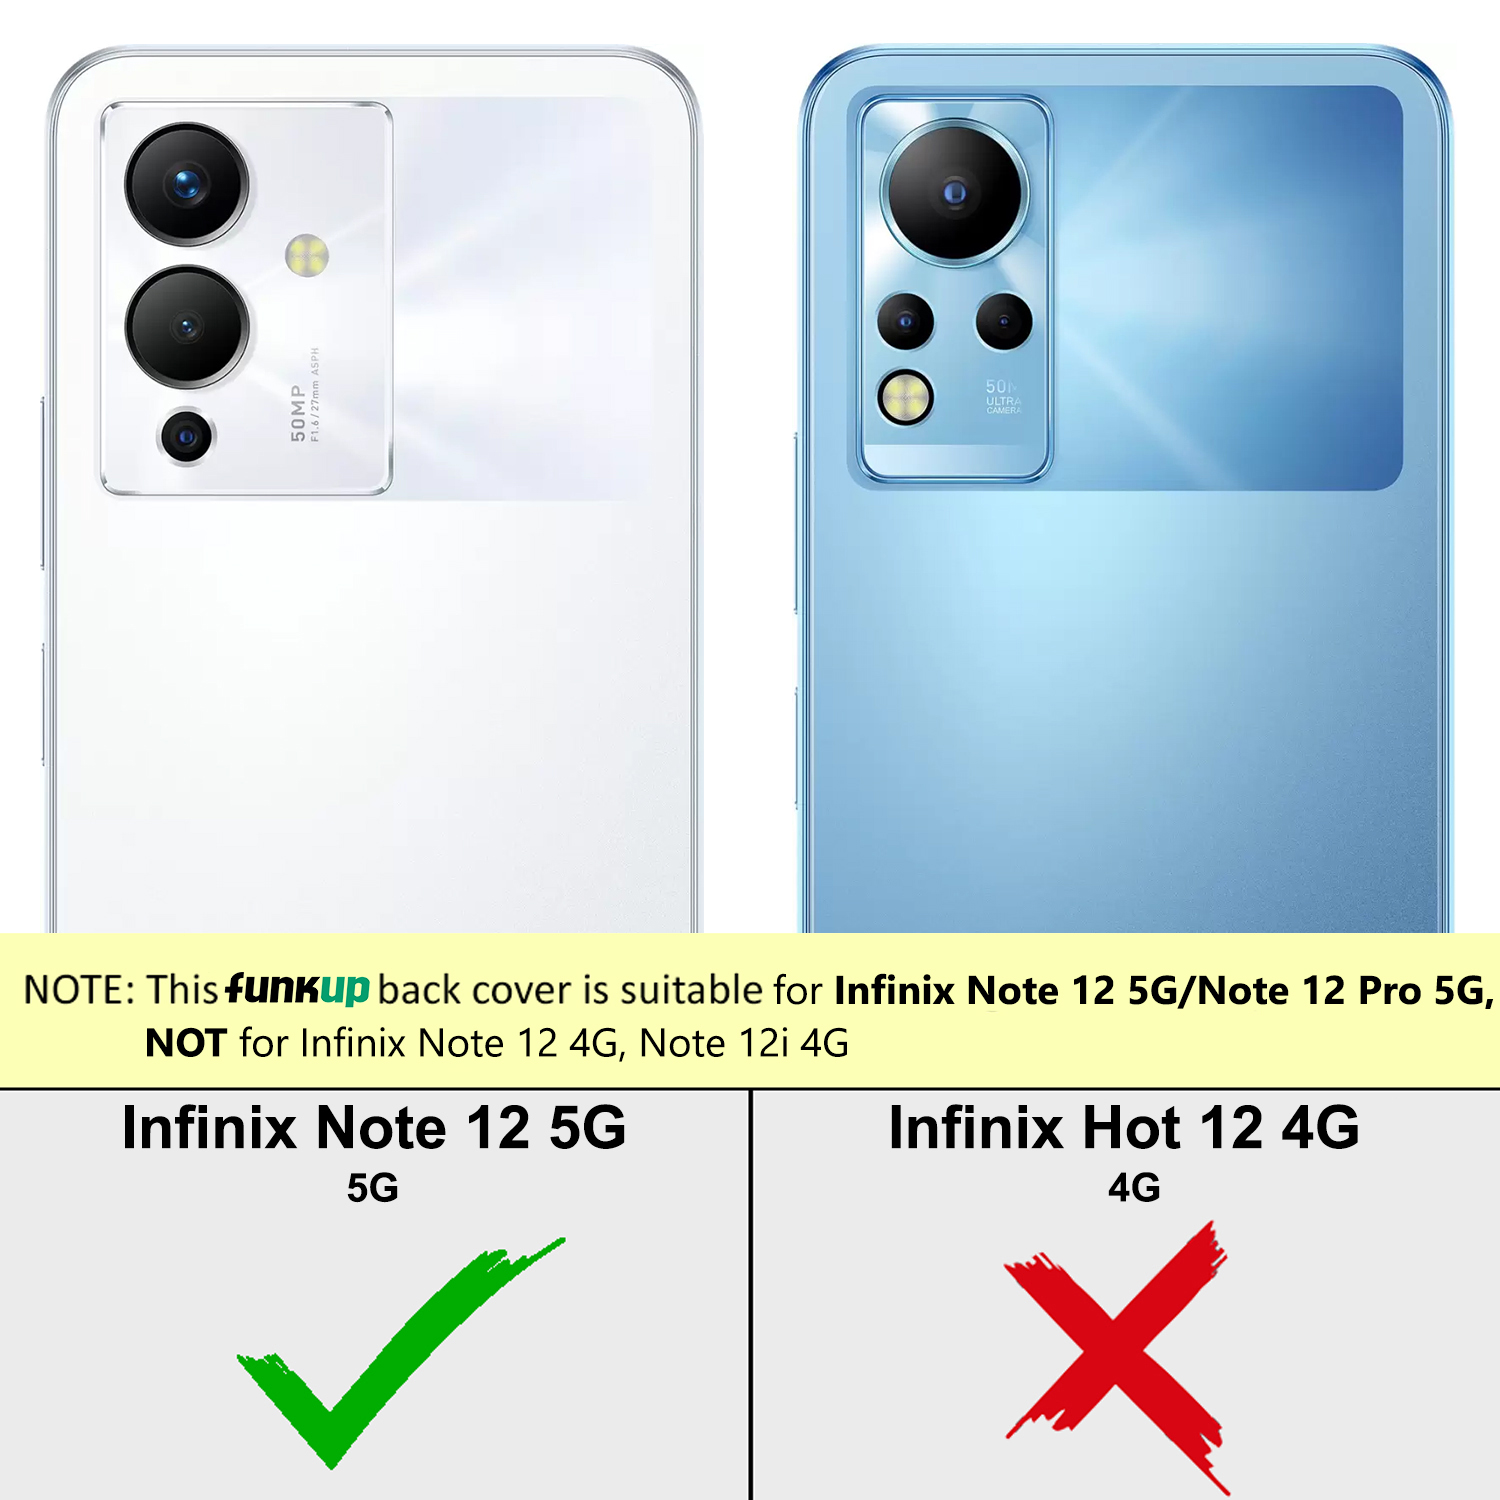 50MP
F1.6/27mm ASPH
50
ULTRA
CAMERA
NOTE: This funkup back cover is suitable for Infinix Note 12 5G/Note 12 Pro 5G,
NOT for Infinix Note 12 4G, Note 12i 4G
Infinix Note 12 5G
5G
Infinix Hot 12 4G
4G